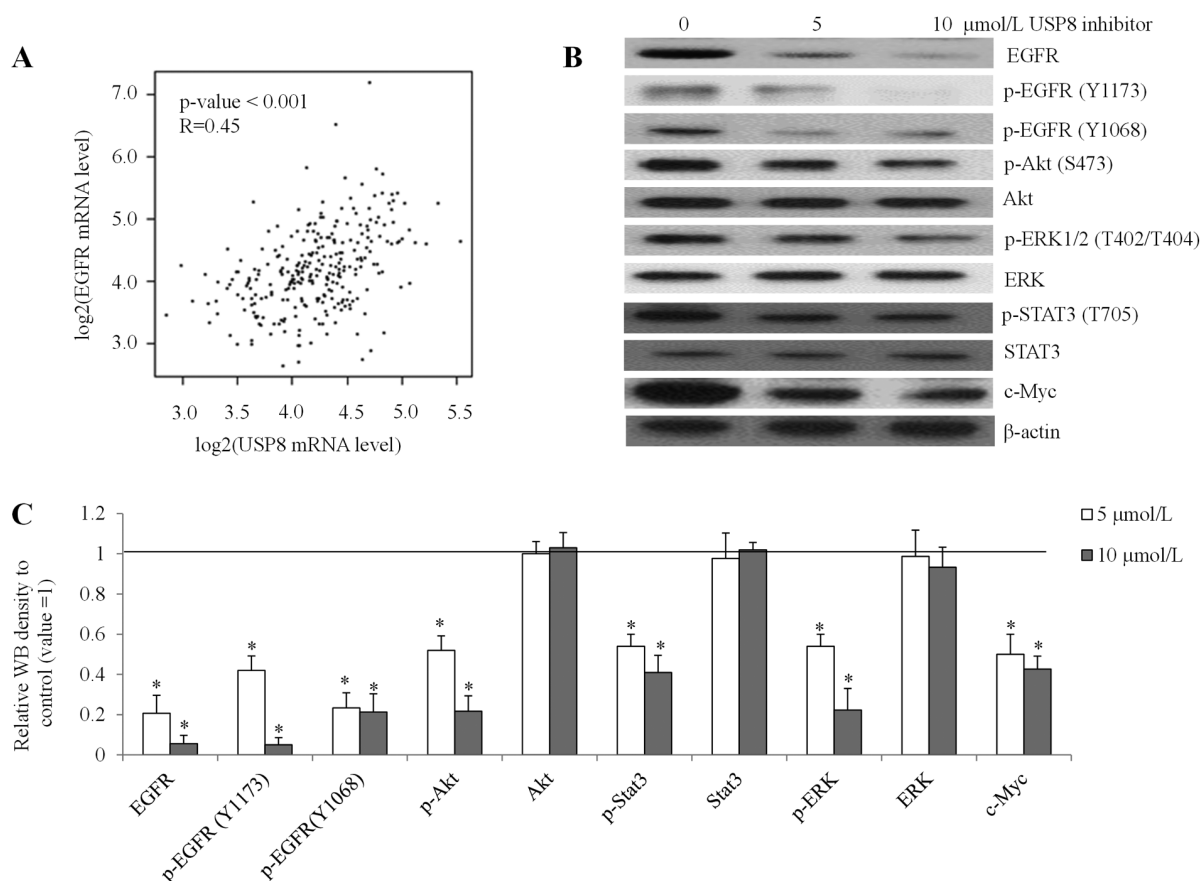 A
p-value < 0.001
R=0.45
7.0
6.0
5.0
4.0
3.0
log2(EGFR mRNA level)
3.0 3.5 4.0 4.5 5.0 5.5
log2(USP8 mRNA level)
B
0 5 10 μmol/L USP8 inhibitor
EGFR
p-EGFR (Y1173)
p-EGFR (Y1068)
p-Akt (S473)
Akt
p-ERK1/2 (T402/T404)
ERK
p-STAT3 (T705)
STAT3
c-Myc
β-actin
C
Relative WB density to
control (value =1)
1.2
1
0.8
0.6
0.4
0.2
0
* * * * * * * * * * * * * *
5 μmol/L
10 μmol/L
EGFR
p-EGFR (Y1173)
p-EGFR(Y1068)
p-Akt
Akt
p-Stat3
Stat3
p-ERK
ERK
c-Myc